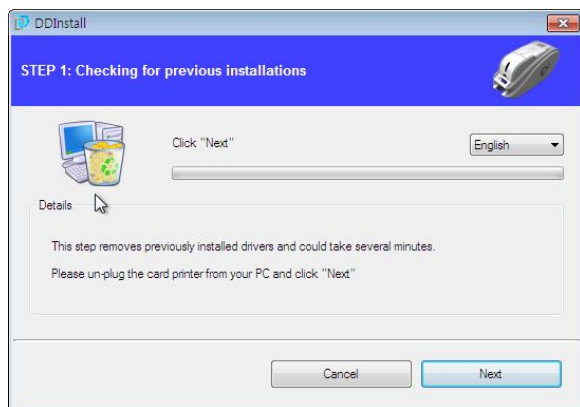 DDInstall
STEP 1: Checking for previous installations
Click "Next"
English
Details
This step removes previously installed drivers and could take several minutes.
Please un-plug the card printer from your PC and click "Next"
Cancel
Next